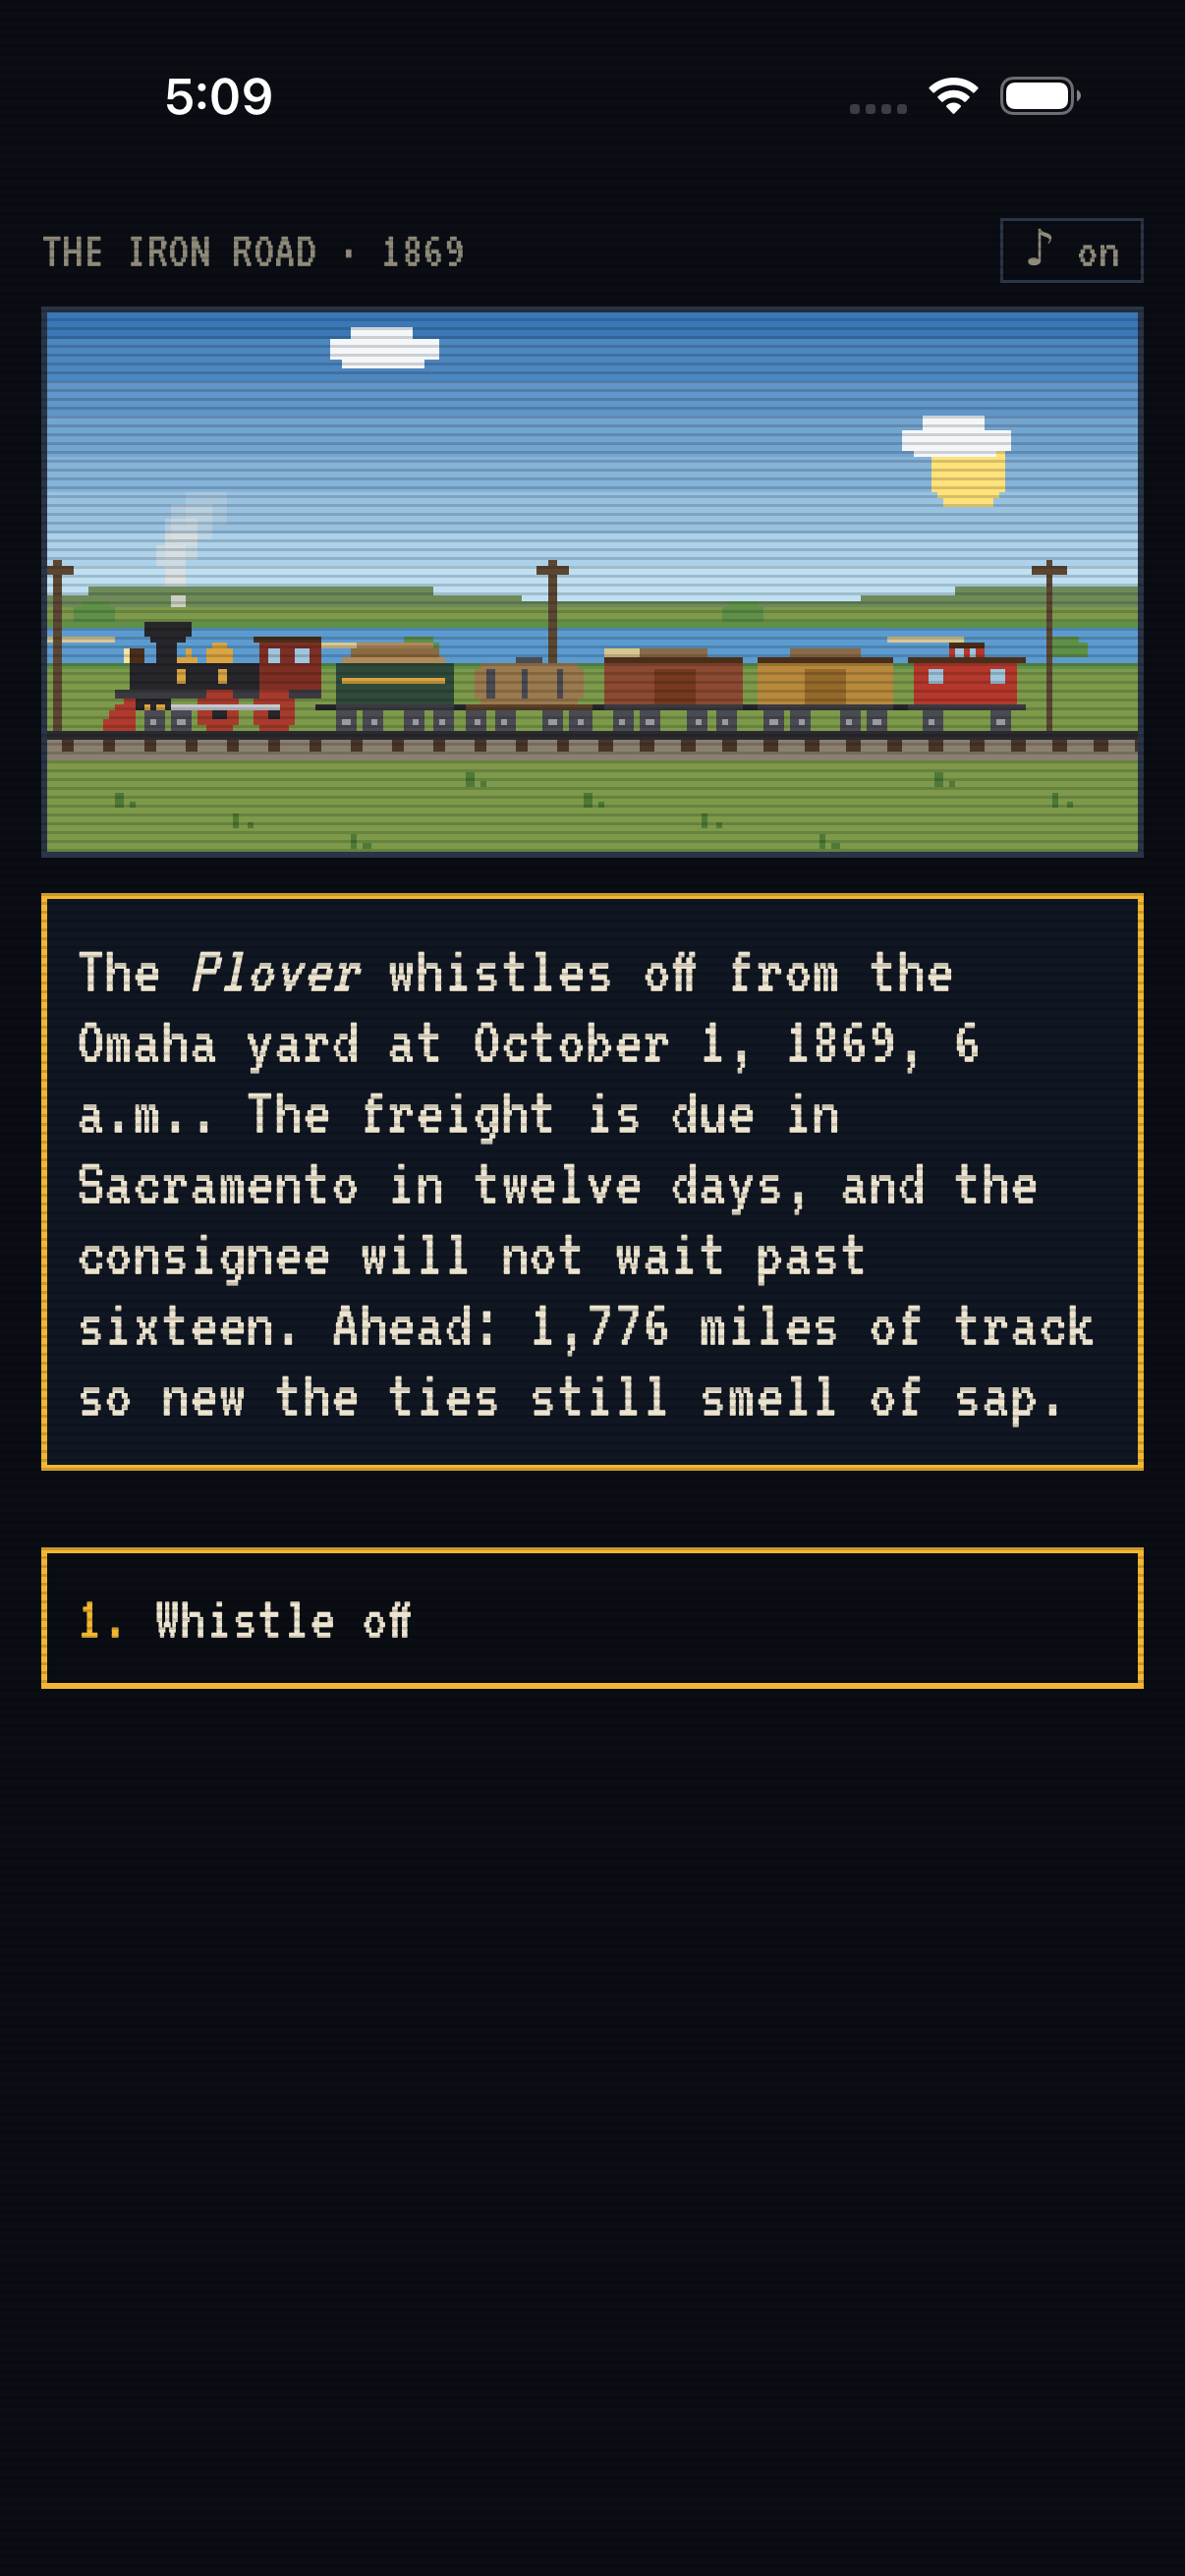 5:09
THE IRON ROAD · 1869
♪ on
The Plover whistles off from the
Omaha yard at October 1, 1869, 6
a.m.. The freight is due in
Sacramento in twelve days, and the
consignee will not wait past
sixteen. Ahead: 1,776 miles of track
so new the ties still smell of sap.
1. Whistle off